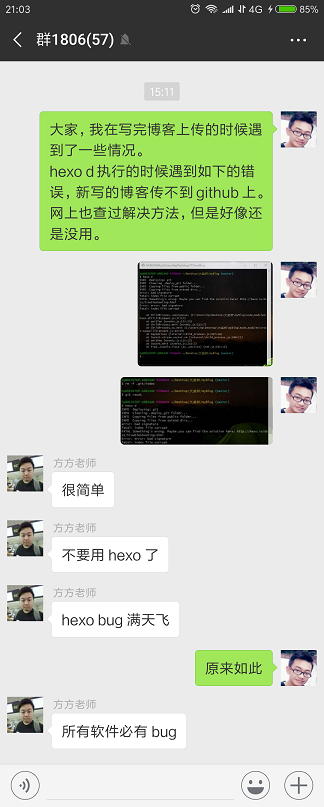 21:03
4G
85%
群1806(57)
15:11
大家，我在写完博客上传的时候遇
到了一些情况。
hexo d 执行的时候遇到如下的错
误，新写的博客传不到 github 上。
网上也查过解决方法，但是好像还
是没用。
方方老师
很简单
方方老师
不要用 hexo 了
方方老师
hexo bug 满天飞
原来如此
方方老师
所有软件必有 bug